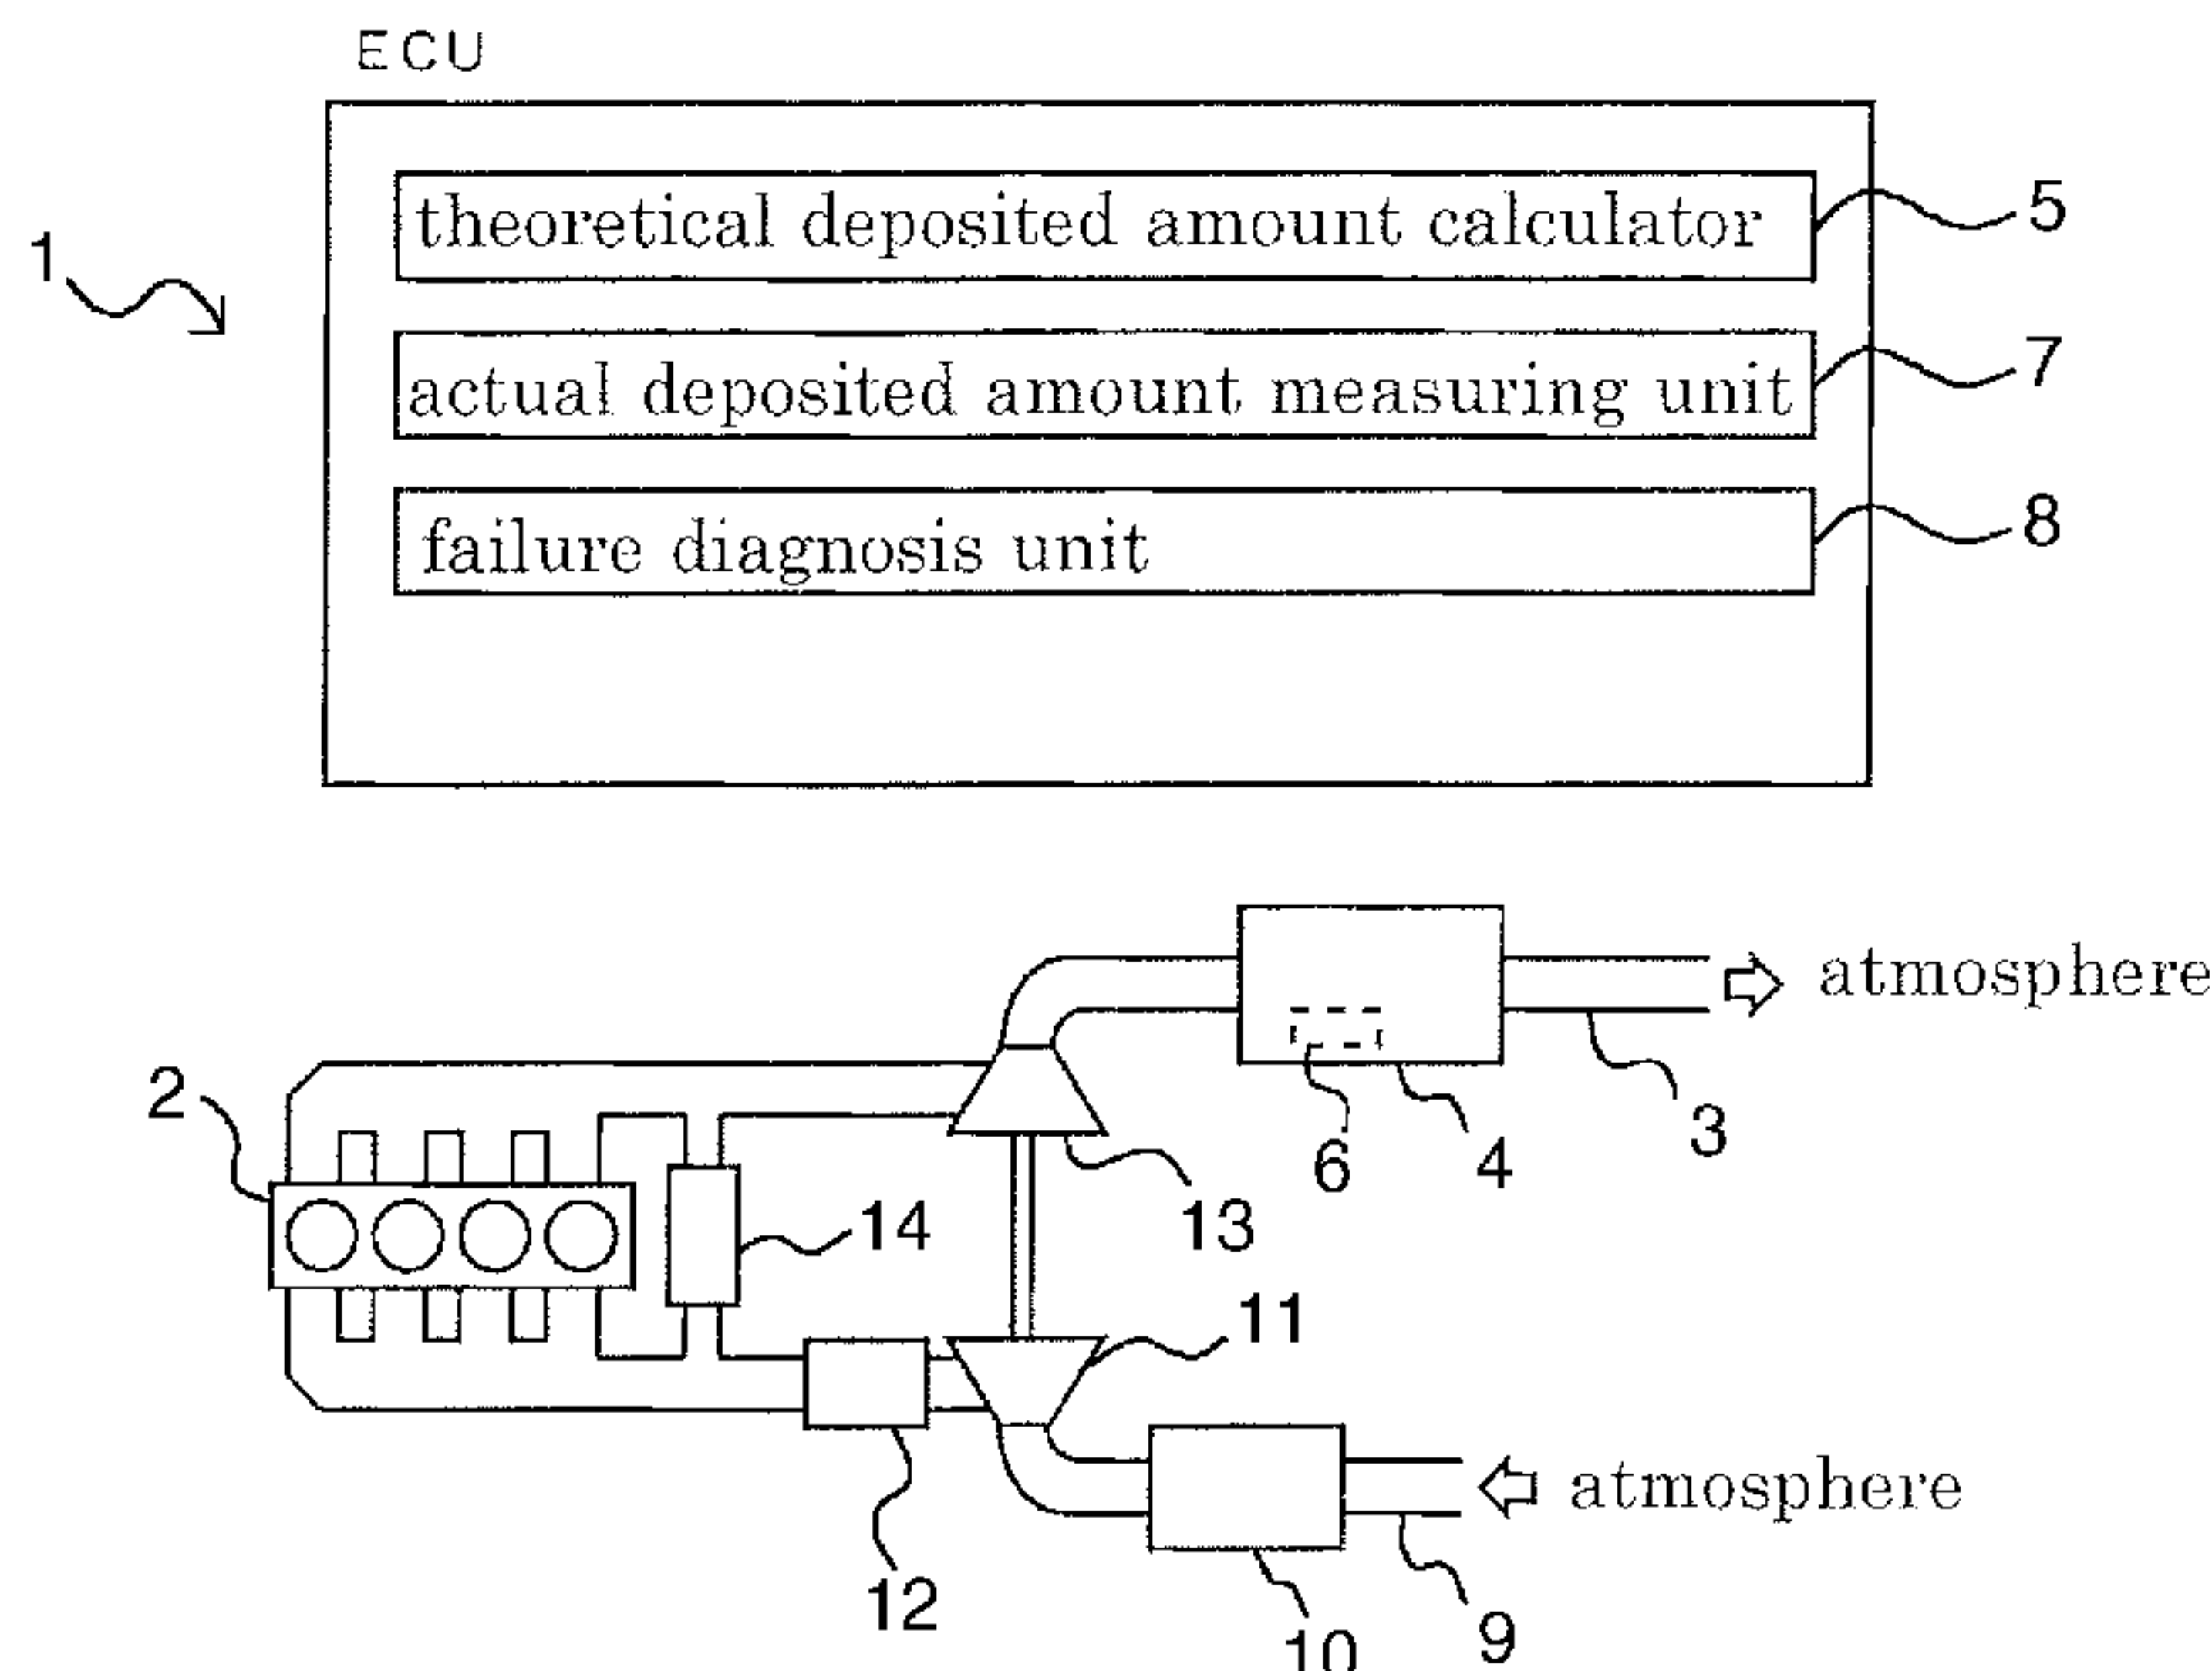 ECU
theoretical deposited amount calculator
5
1
actual deposited amount measuring unit
7
failure diagnosis unit
8
atmosphere
2
3
6
4
14
13
11
atmosphere
12
9
10